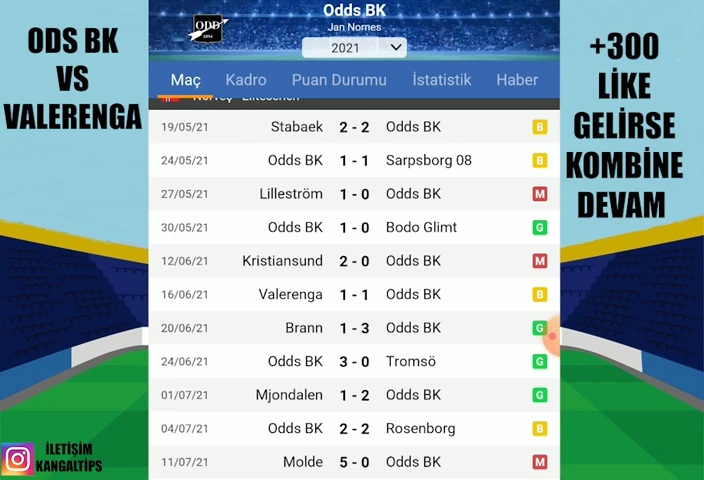 ODS BK
VS
VALERENGA
ODD
Odds BK
Jan Nornes
2021
Maç Kadro Puan Durumu İstatistik Haber
19/05/21 Stabaek 2 - 2 Odds BK B
24/05/21 Odds BK 1 - 1 Sarpsborg 08 B
27/05/21 Lilleström 1 - 0 Odds BK M
30/05/21 Odds BK 1 - 0 Bodo Glimt G
12/06/21 Kristiansund 2 - 0 Odds BK M
16/06/21 Valerenga 1 - 1 Odds BK B
20/06/21 Brann 1 - 3 Odds BK G
24/06/21 Odds BK 3 - 0 Tromsö G
01/07/21 Mjondalen 1 - 2 Odds BK G
04/07/21 Odds BK 2 - 2 Rosenborg B
11/07/21 Molde 5 - 0 Odds BK M
+300
LİKE
GELİRSE
KOMBİNE
DEVAM
İLETİŞİM
KANGALTİPS